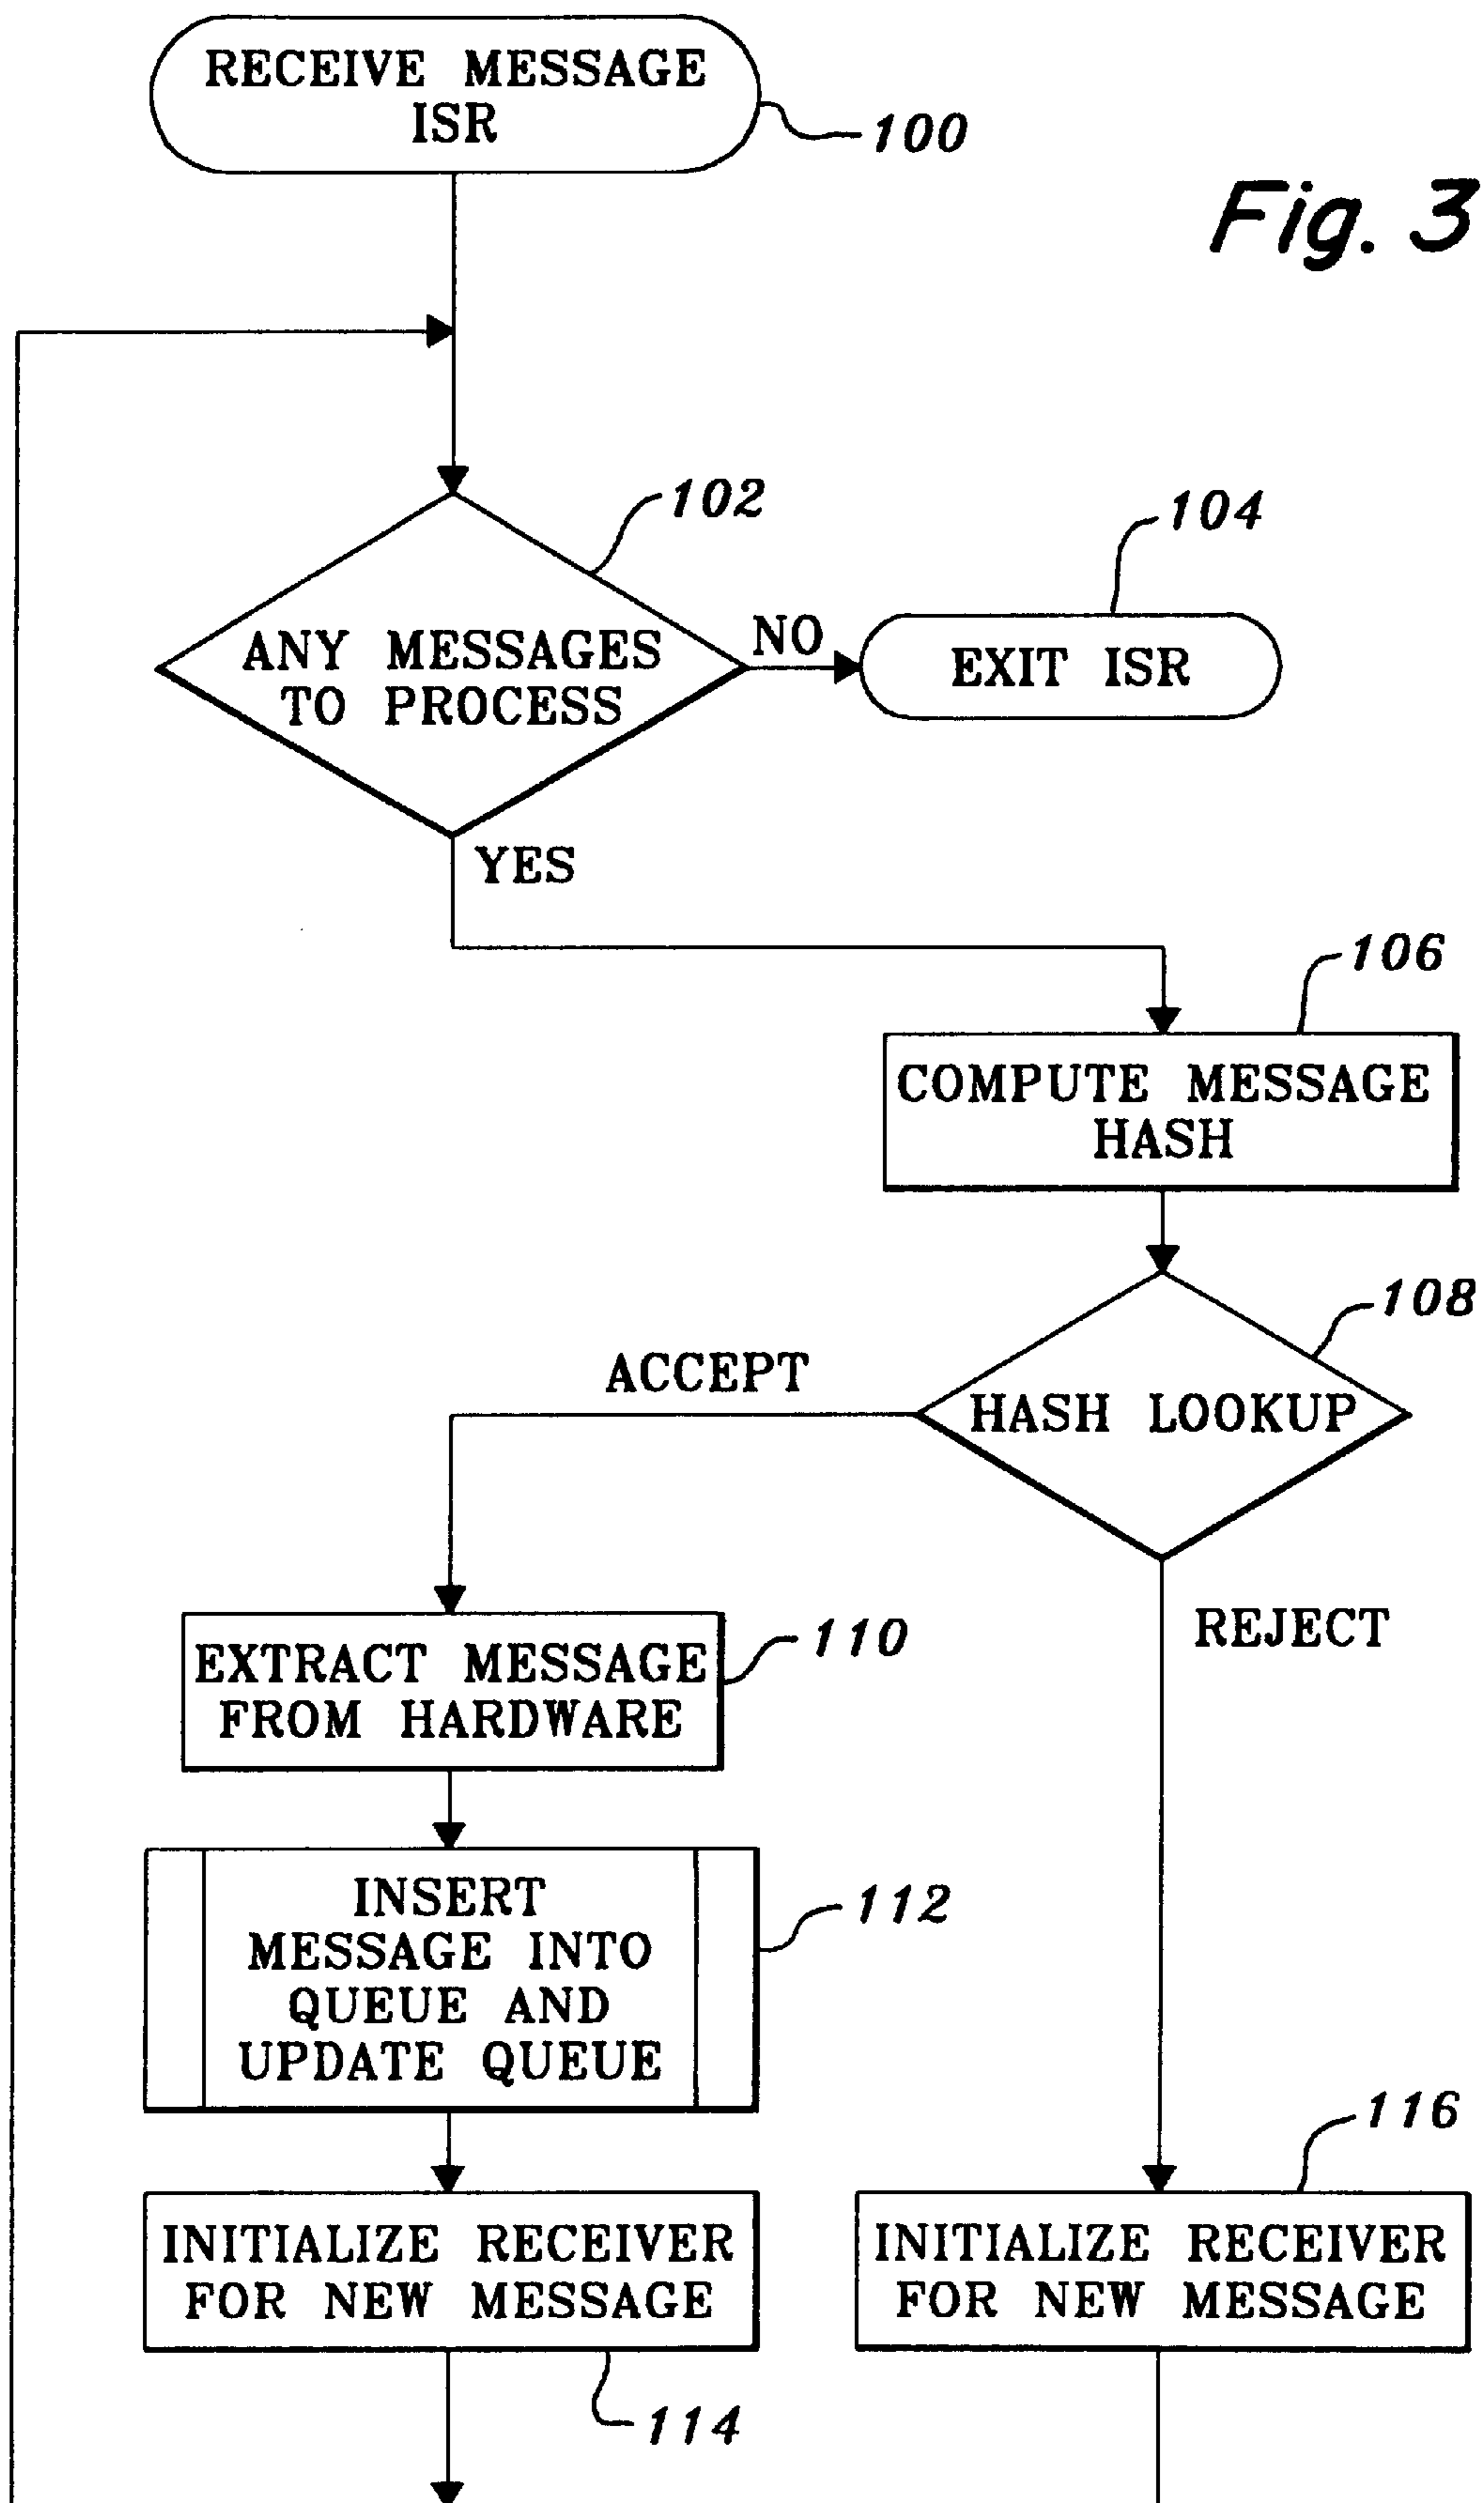 RECEIVE MESSAGE
ISR
100
Fig. 3
102
104
ANY MESSAGES
TO PROCESS
NO
EXIT ISR
YES
106
COMPUTE MESSAGE
HASH
108
ACCEPT
HASH LOOKUP
REJECT
EXTRACT MESSAGE
FROM HARDWARE
110
INSERT
MESSAGE INTO
QUEUE AND
UPDATE QUEUE
112
116
INITIALIZE RECEIVER
FOR NEW MESSAGE
INITIALIZE RECEIVER
FOR NEW MESSAGE
114